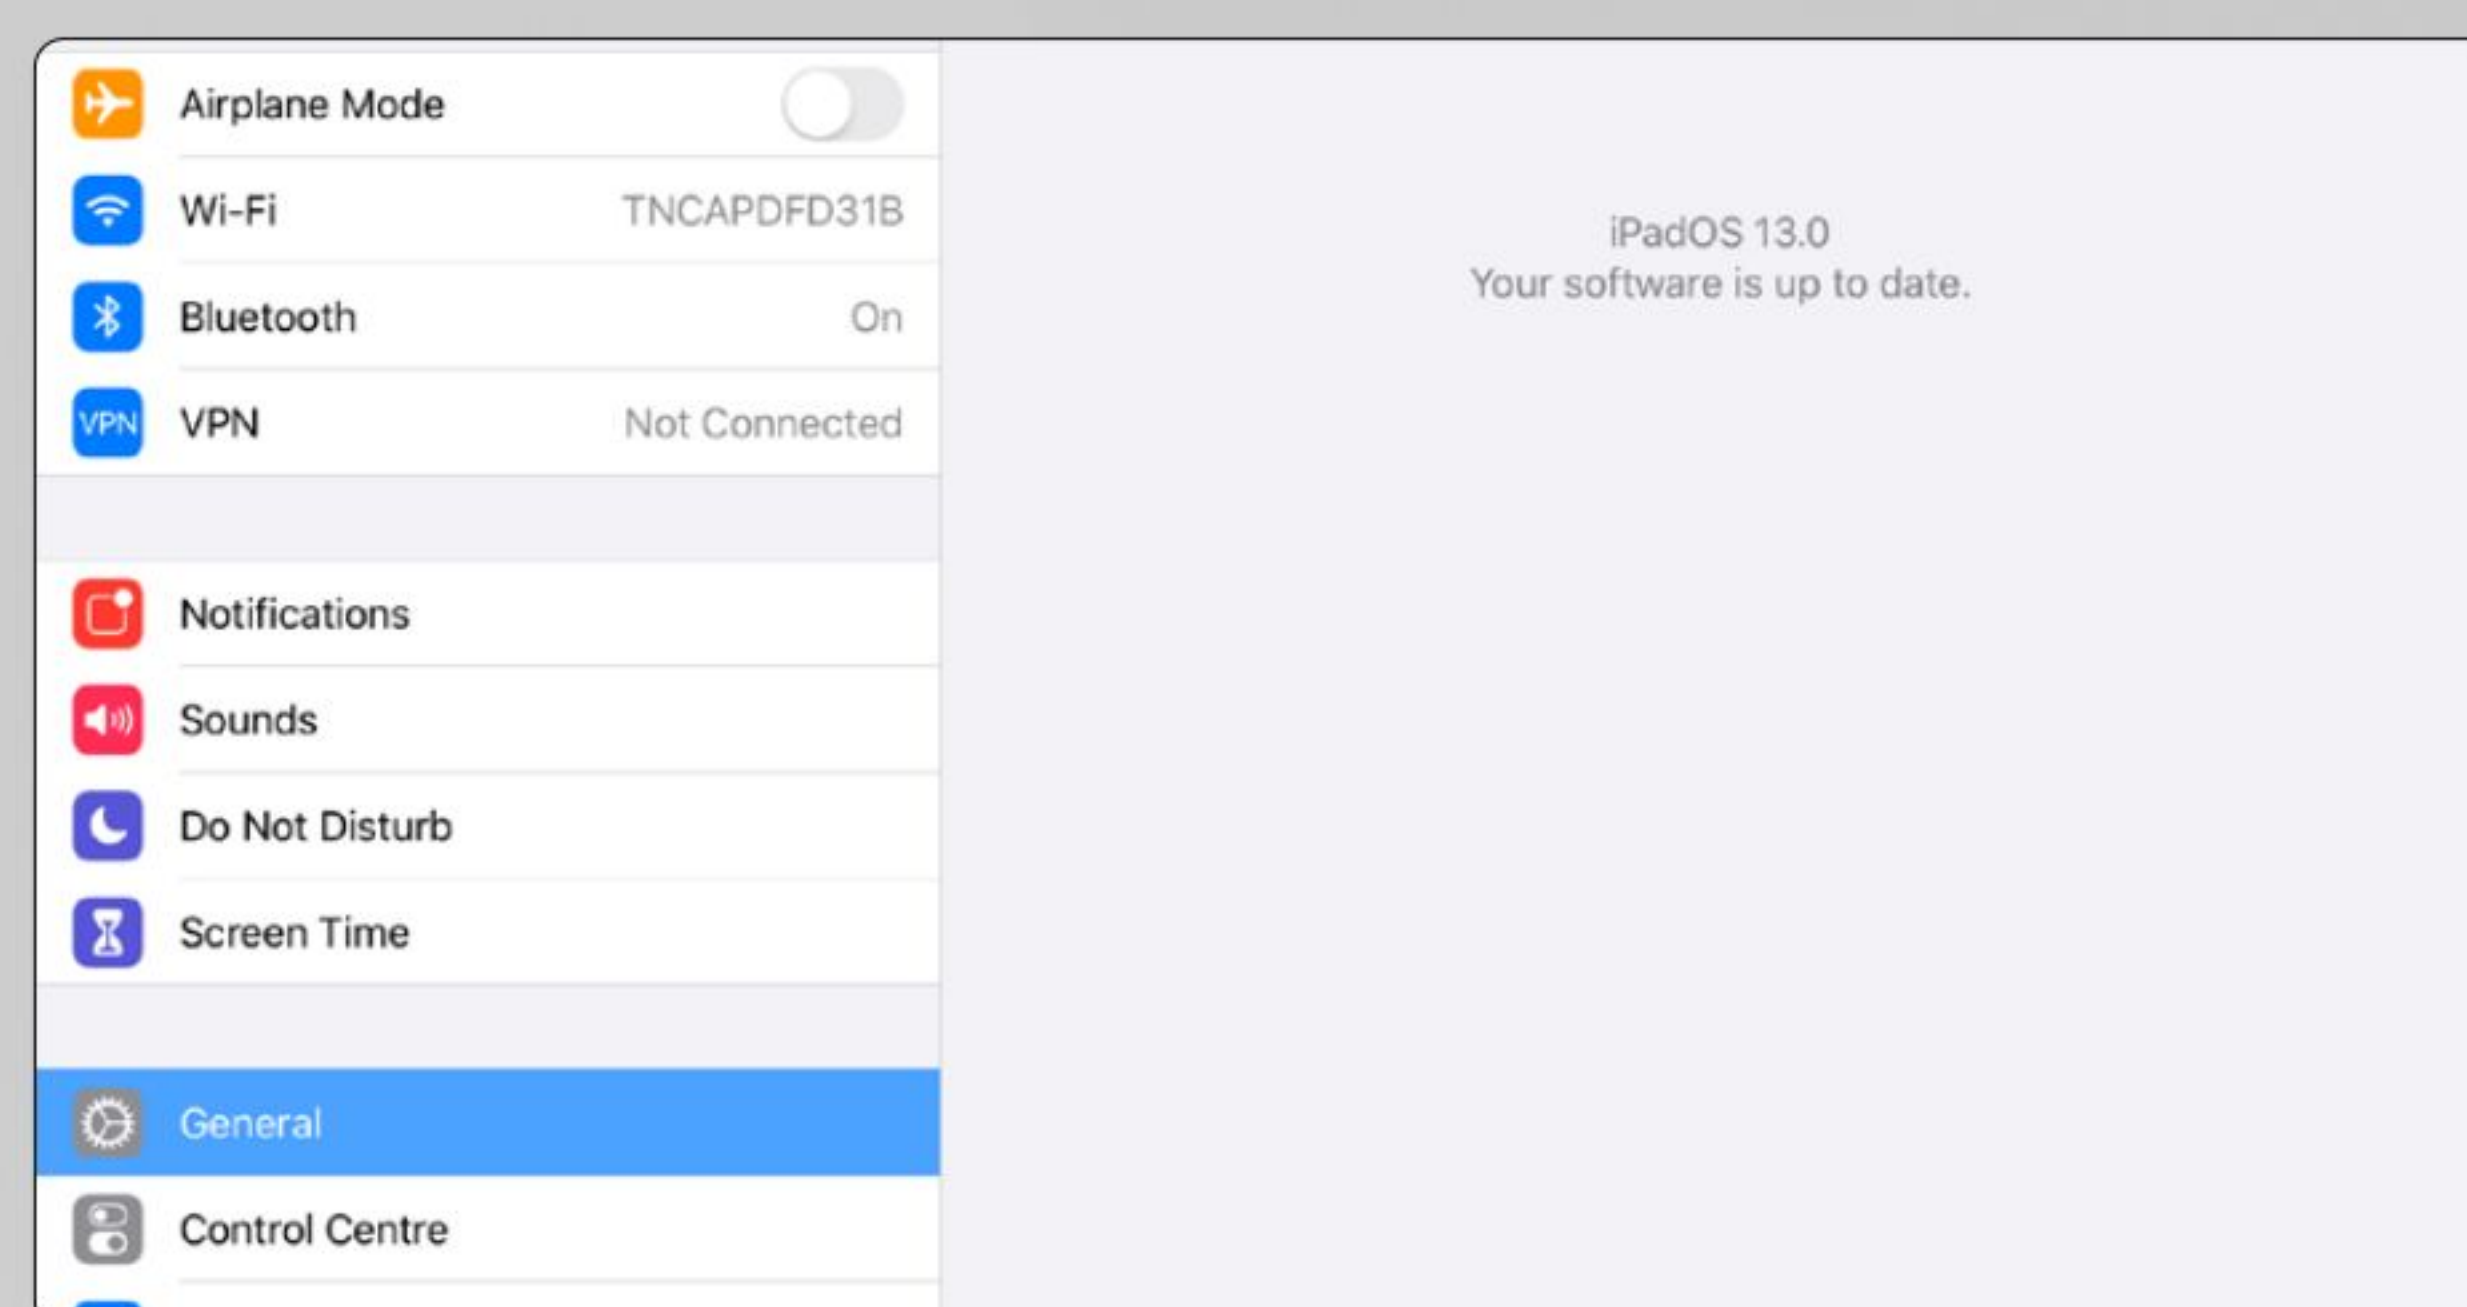 Airplane Mode
Wi-Fi TNCAPDFD31B
Bluetooth On
VPN VPN Not Connected
Notifications
Sounds
Do Not Disturb
Screen Time
General
Control Centre
iPadOS 13.0
Your software is up to date.